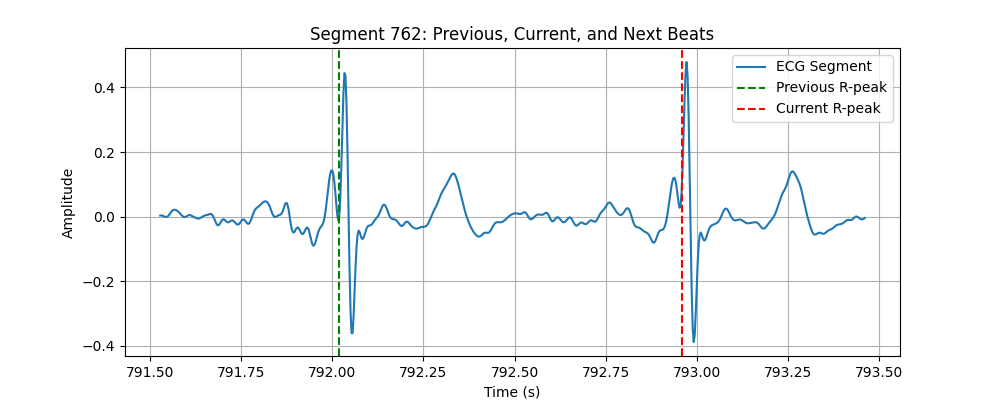 Segment 762: Previous, Current, and Next Beats
ECG Segment
Previous R-peak
Current R-peak
Amplitude
0.4
0.2
0.0
−0.2
−0.4
791.50 791.75 792.00 792.25 792.50 792.75 793.00 793.25 793.50
Time (s)